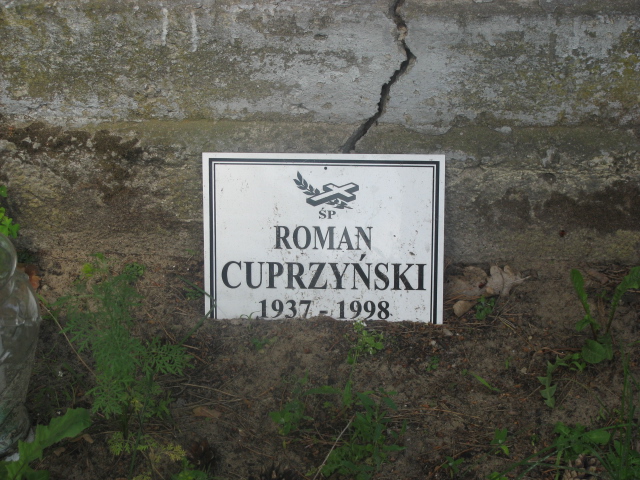 ŚP
ROMAN
CUPRZYŃSKI
1937 - 1998